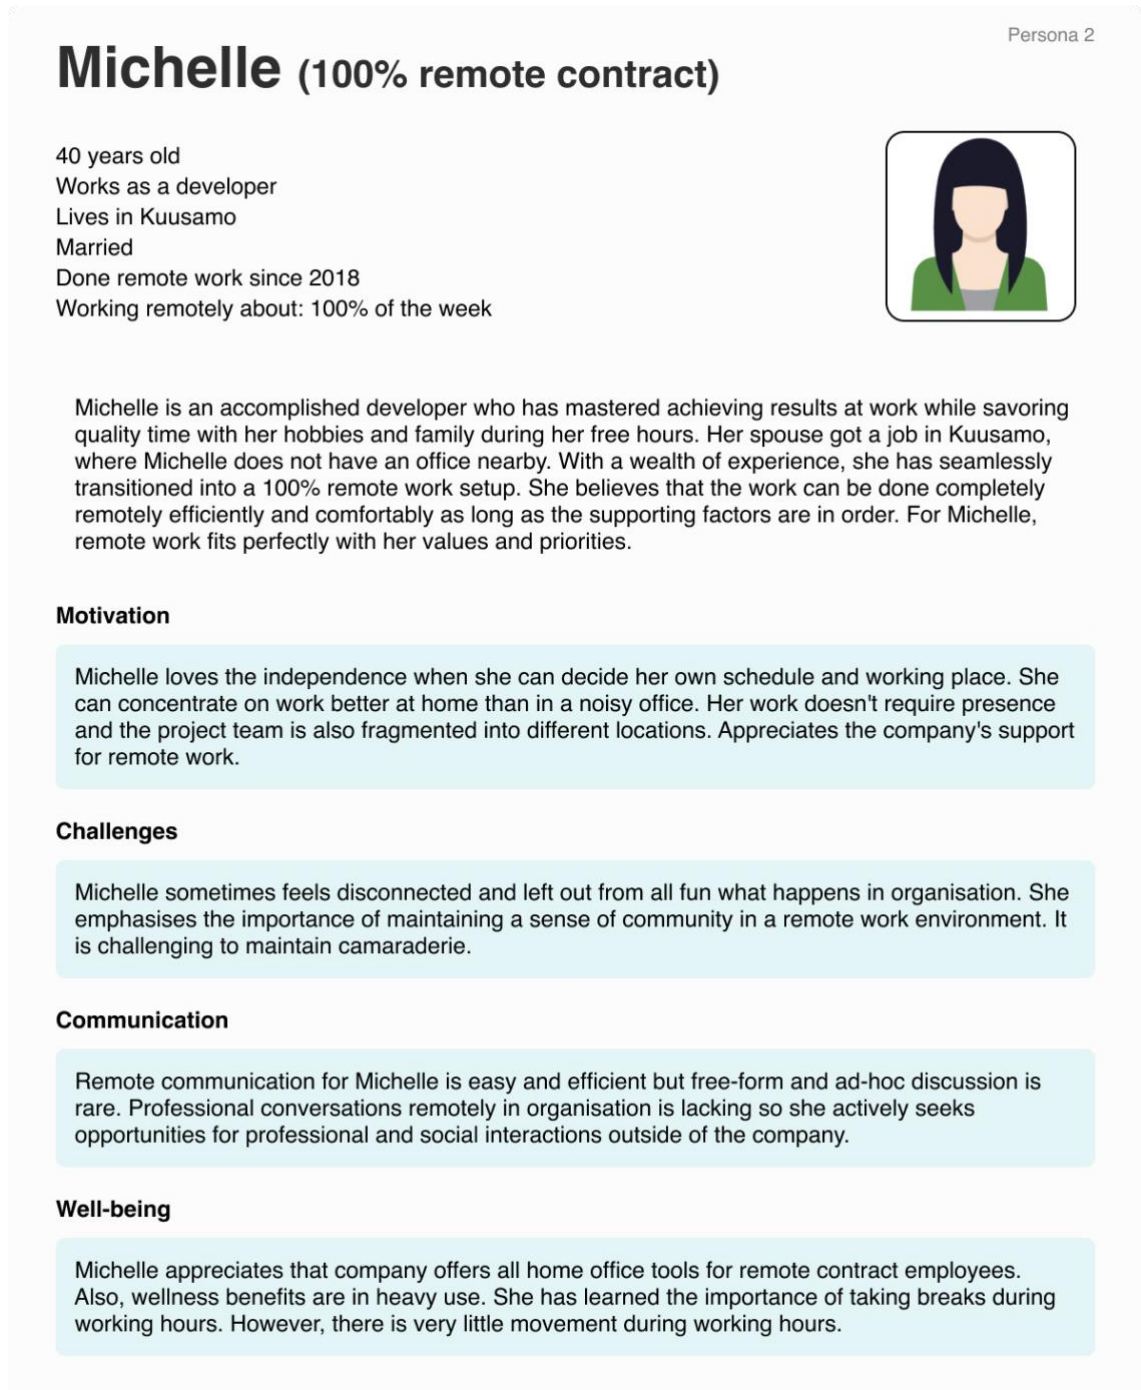 Persona 2
Michelle (100% remote contract)
40 years old
Works as a developer
Lives in Kuusamo
Married
Done remote work since 2018
Working remotely about: 100% of the week
Michelle is an accomplished developer who has mastered achieving results at work while savoring
quality time with her hobbies and family during her free hours. Her spouse got a job in Kuusamo,
where Michelle does not have an office nearby. With a wealth of experience, she has seamlessly
transitioned into a 100% remote work setup. She believes that the work can be done completely
remotely efficiently and comfortably as long as the supporting factors are in order. For Michelle,
remote work fits perfectly with her values and priorities.
Motivation
Michelle loves the independence when she can decide her own schedule and working place. She
can concentrate on work better at home than in a noisy office. Her work doesn't require presence
and the project team is also fragmented into different locations. Appreciates the company's support
for remote work.
Challenges
Michelle sometimes feels disconnected and left out from all fun what happens in organisation. She
emphasises the importance of maintaining a sense of community in a remote work environment. It
is challenging to maintain camaraderie.
Communication
Remote communication for Michelle is easy and efficient but free-form and ad-hoc discussion is
rare. Professional conversations remotely in organisation is lacking so she actively seeks
opportunities for professional and social interactions outside of the company.
Well-being
Michelle appreciates that company offers all home office tools for remote contract employees.
Also, wellness benefits are in heavy use. She has learned the importance of taking breaks during
working hours. However, there is very little movement during working hours.